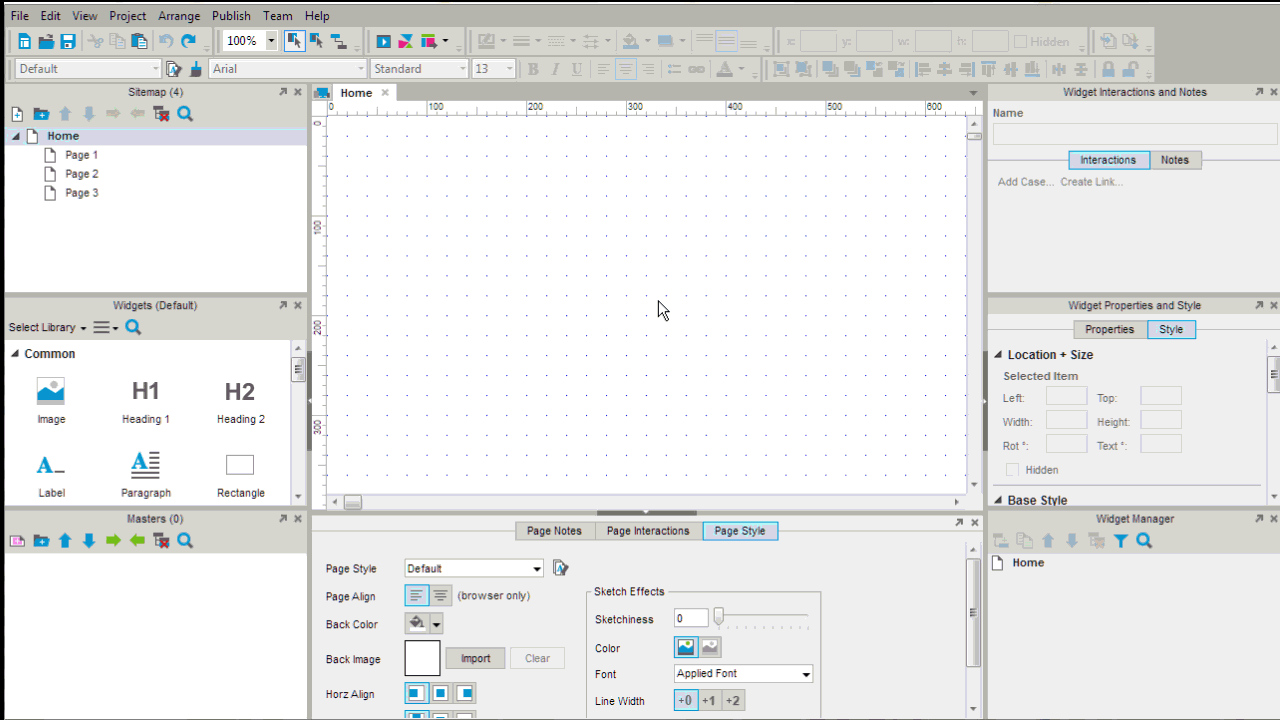 File Edit View Project Arrange Publish Team Help
100% x: y: w: h: Hidden
Default Arial Standard 13 B I U A
Sitemap (4)
Home
Page 1
Page 2
Page 3
Widgets (Default)
Select Library
Common
Image
H1
Heading 1
H2
Heading 2
A
Label
A
Paragraph
Rectangle
Masters (0)
Home
0 100 200 300 400 500 600
0
100
200
300
Page Notes Page Interactions Page Style
Page Style Default
Page Align (browser only)
Back Color
Back Image Import Clear
Horz Align
Sketch Effects
Sketchiness 0
Color
Font Applied Font
Line Width +0 +1 +2
Widget Interactions and Notes
Name
Interactions Notes
Add Case... Create Link...
Widget Properties and Style
Properties Style
Location + Size
Selected Item
Left: Top:
Width: Height:
Rot °: Text °:
Hidden
Base Style
Widget Manager
Home